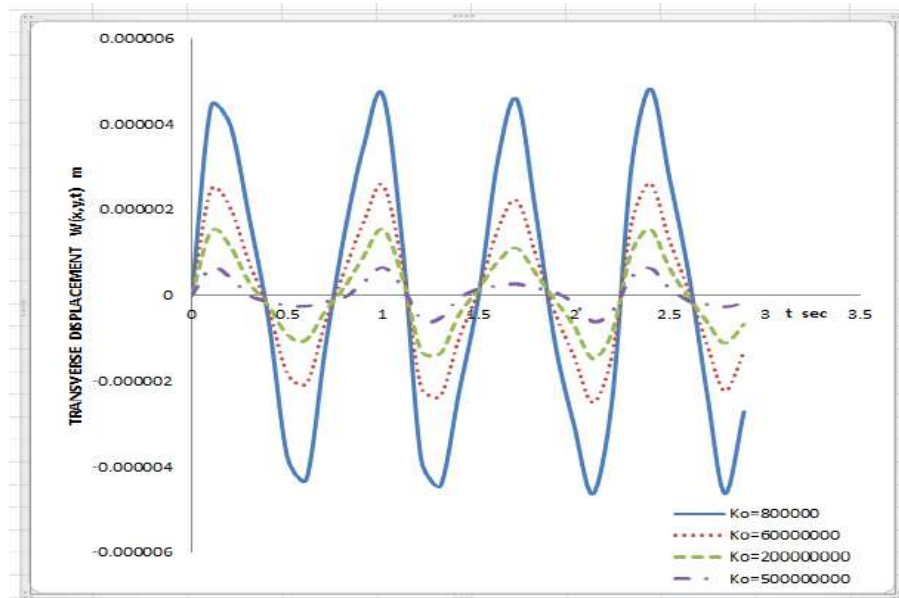 0.000006
0.000004
0.000002
0
-0.000002
-0.000004
-0.000006
TRANSVERSE DISPLACEMENT W(x,y,t) m
0 0.5 1 1.5 2 2.5 3 3.5
t sec
Ko=800000
Ko=60000000
Ko=200000000
Ko=500000000